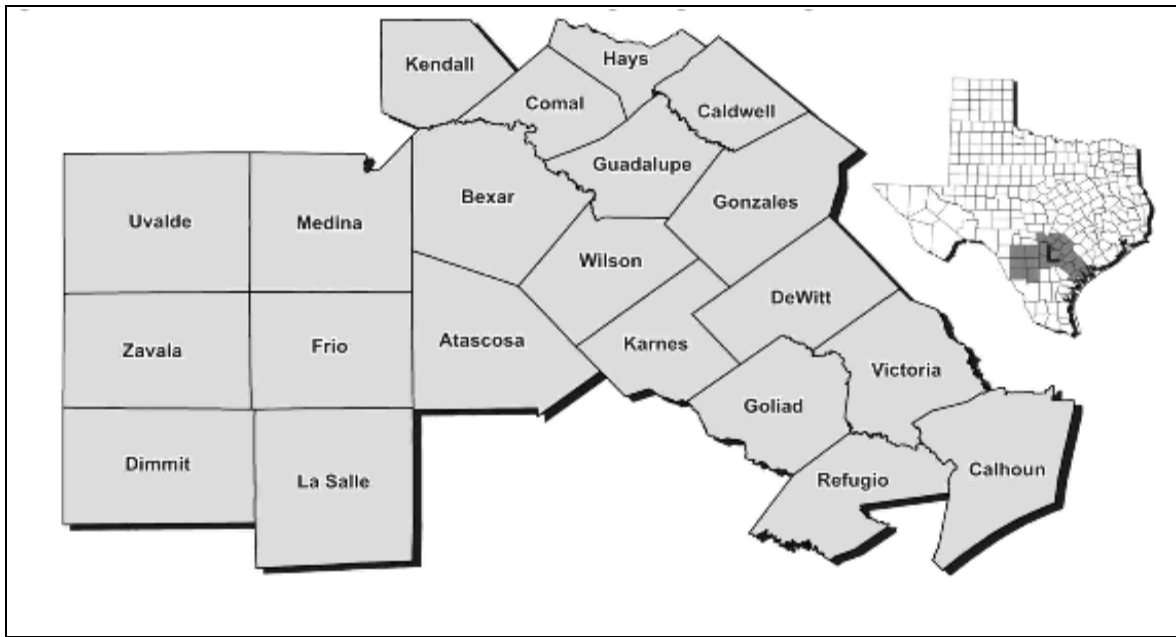 Kendall
Hays
Comal
Caldwell
Uvalde
Medina
Bexar
Guadalupe
Gonzales
Wilson
Zavala
Frio
Atascosa
Karnes
DeWitt
Victoria
Goliad
Dimmit
La Salle
Refugio
Calhoun